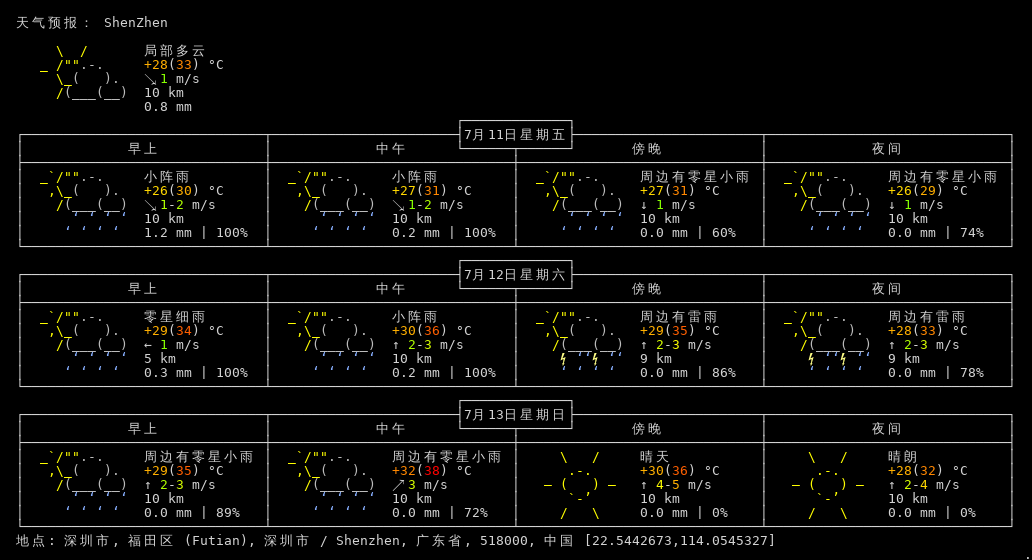 天气预报： ShenZhen
局部多云
+28(33) °C
↘ 1 m/s
10 km
0.8 mm
7月11日星期五
早上 中午 傍晚 夜间
小阵雨 小阵雨 周边有零星小雨 周边有零星小雨
+26(30) °C +27(31) °C +27(31) °C +26(29) °C
↘ 1-2 m/s ↘ 1-2 m/s ↓ 1 m/s ↓ 1 m/s
10 km 10 km 10 km 10 km
1.2 mm | 100% 0.2 mm | 100% 0.0 mm | 60% 0.0 mm | 74%
7月12日星期六
早上 中午 傍晚 夜间
零星细雨 小阵雨 周边有雷雨 周边有雷雨
+29(34) °C +30(36) °C +29(35) °C +28(33) °C
← 1 m/s ↑ 2-3 m/s ↑ 2-3 m/s ↑ 2-3 m/s
5 km 10 km 9 km 9 km
0.3 mm | 100% 0.2 mm | 100% 0.0 mm | 86% 0.0 mm | 78%
7月13日星期日
早上 中午 傍晚 夜间
周边有零星小雨 周边有零星小雨 晴天 晴朗
+29(35) °C +32(38) °C +30(36) °C +28(32) °C
↑ 2-3 m/s ↗ 3 m/s ↑ 4-5 m/s ↑ 2-4 m/s
10 km 10 km 10 km 10 km
0.0 mm | 89% 0.0 mm | 72% 0.0 mm | 0% 0.0 mm | 0%
地点: 深圳市, 福田区 (Futian), 深圳市 / Shenzhen, 广东省, 518000, 中国 [22.5442673,114.0545327]